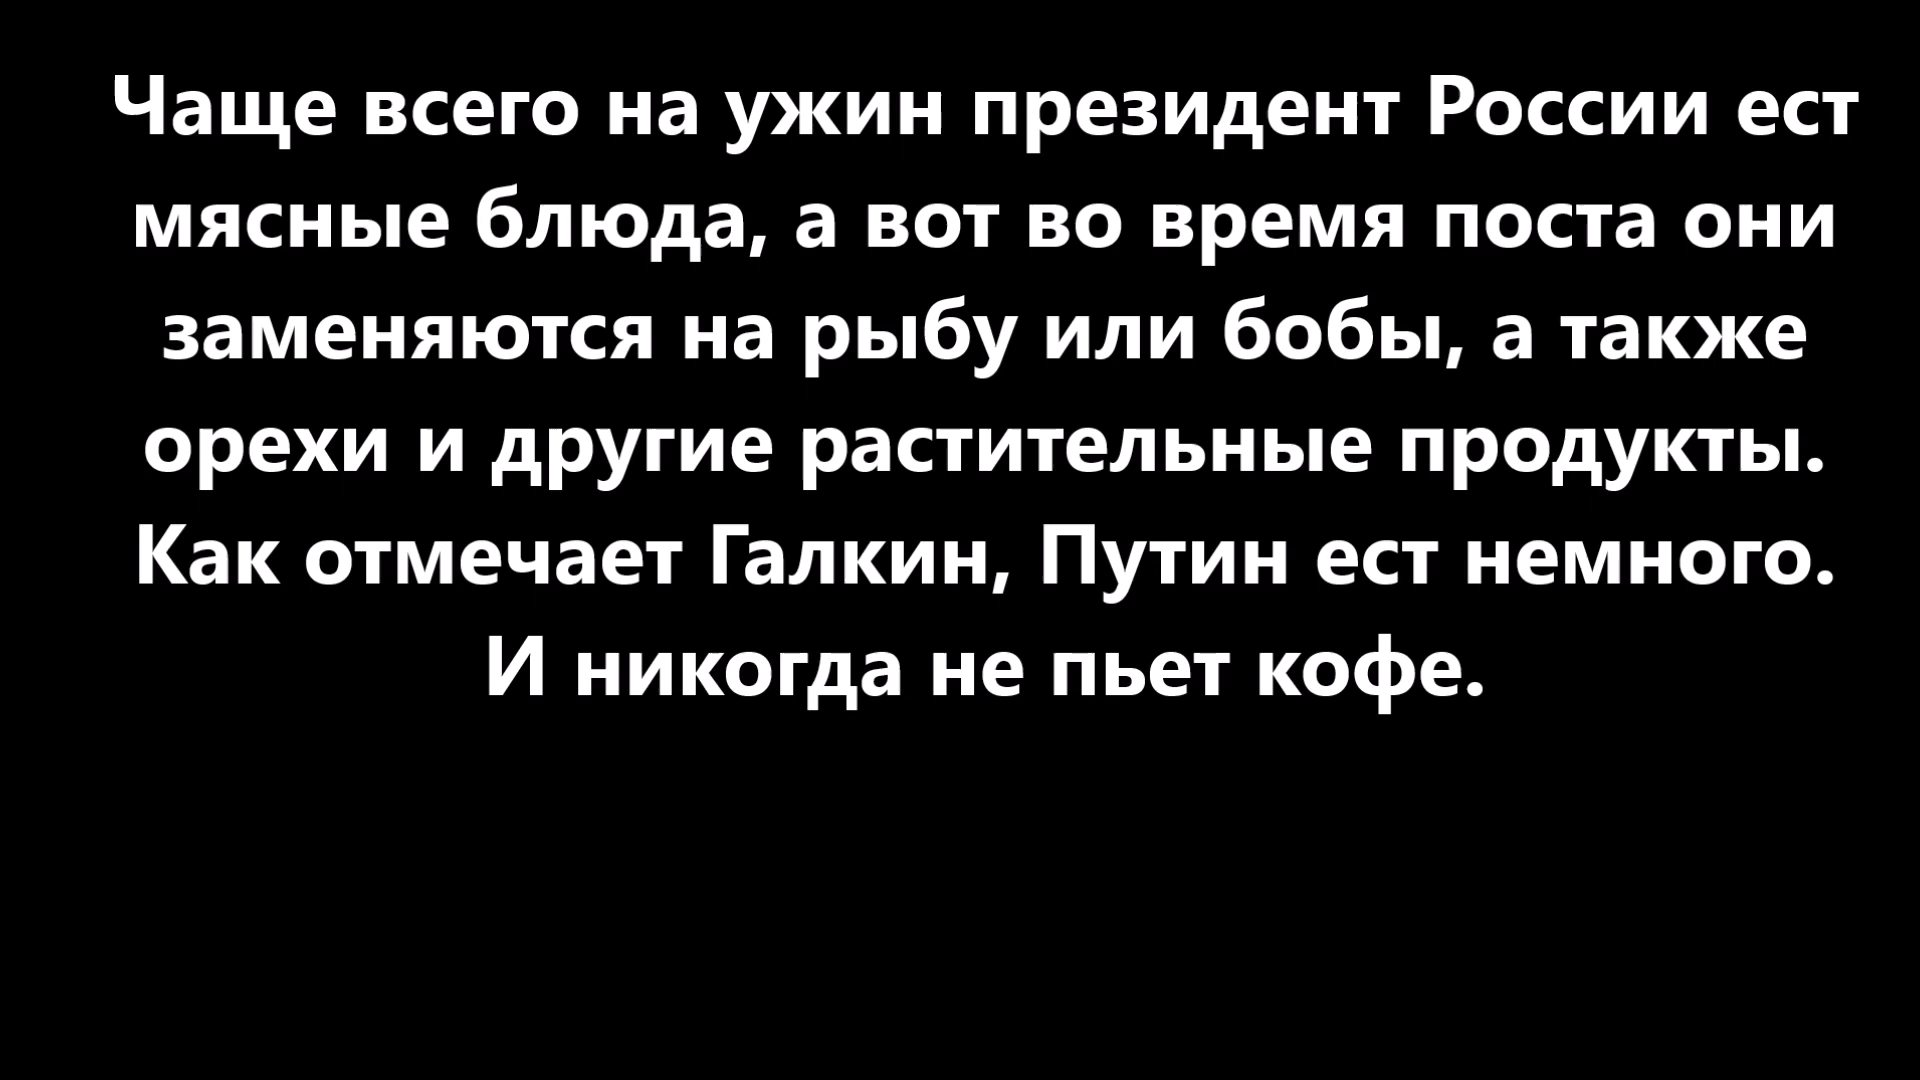 Чаще всего на ужин президент России ест
мясные блюда, а вот во время поста они
заменяются на рыбу или бобы, а также
орехи и другие растительные продукты.
Как отмечает Галкин, Путин ест немного.
И никогда не пьет кофе.